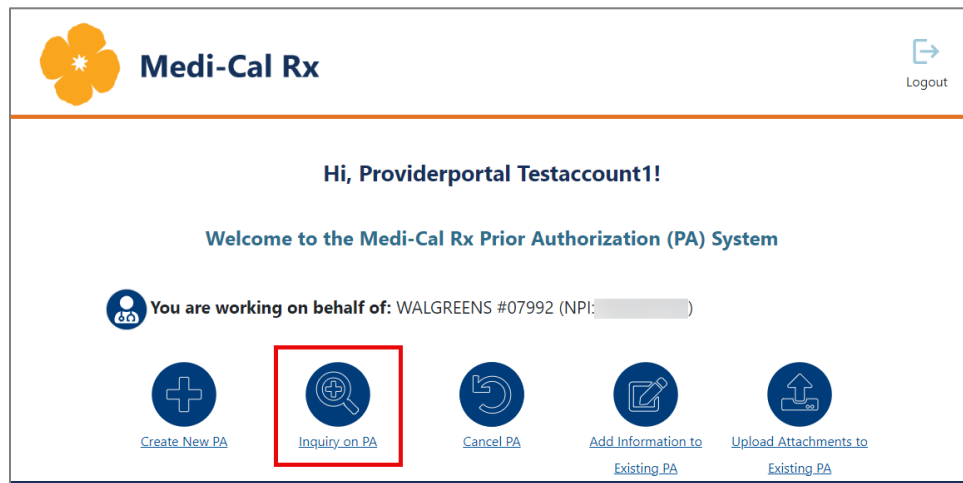 Medi-Cal Rx
Logout
Hi, Providerportal Testaccount1!
Welcome to the Medi-Cal Rx Prior Authorization (PA) System
You are working on behalf of: WALGREENS #07992 (NPI: )
Create New PA
Inquiry on PA
Cancel PA
Add Information to
Existing PA
Upload Attachments to
Existing PA